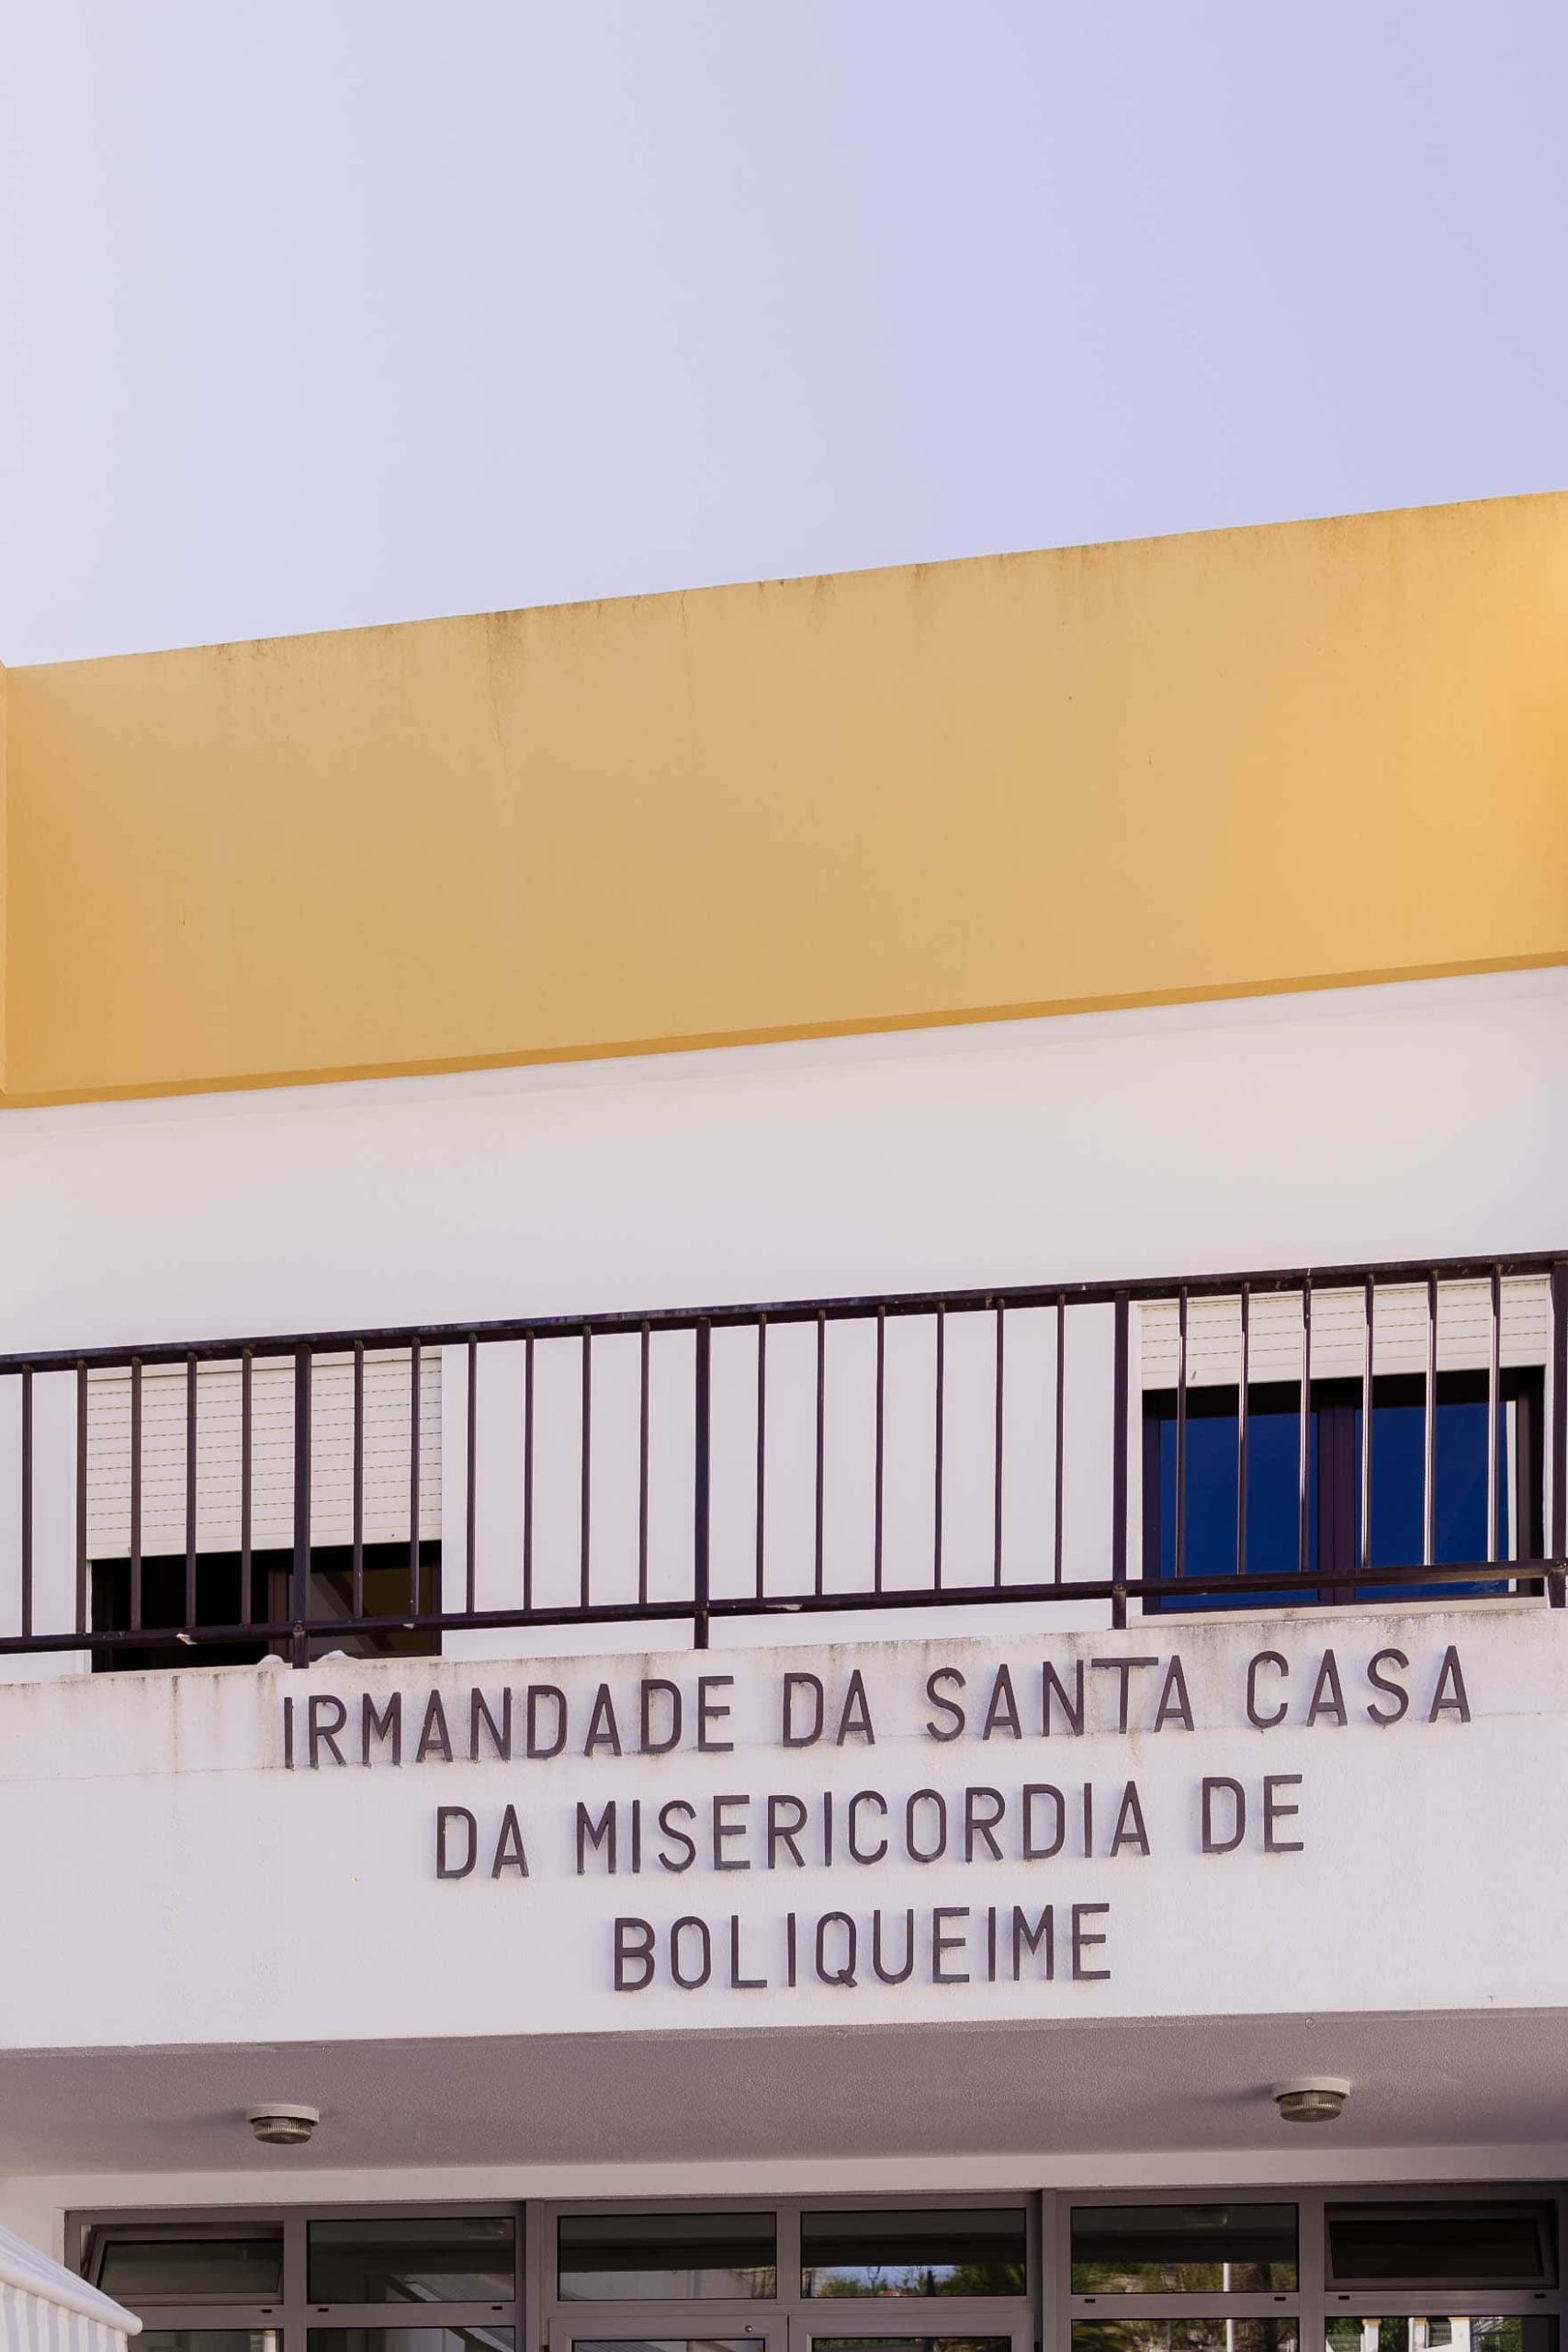 IRMANDADE DA SANTA CASA
DA MISERICORDIA DE
BOLIQUEIME